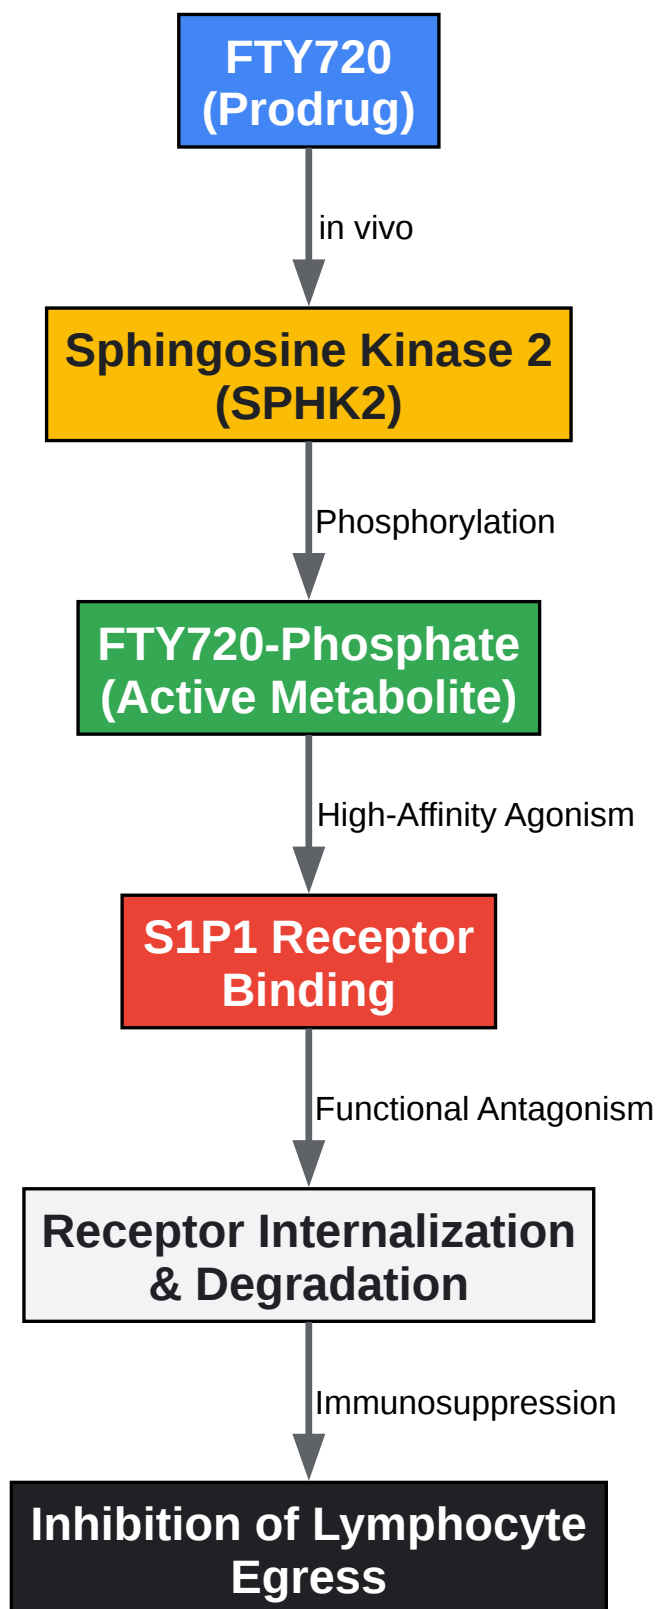 FTY720
(Prodrug)
in vivo
Sphingosine Kinase 2
(SPHK2)
Phosphorylation
FTY720-Phosphate
(Active Metabolite)
High-Affinity Agonism
S1P1 Receptor
Binding
Functional Antagonism
Receptor Internalization
& Degradation
Immunosuppression
Inhibition of Lymphocyte
Egress